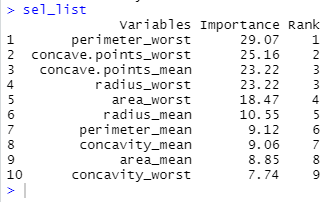 > sel_list
Variables Importance Rank
1 perimeter_worst 29.07 1
2 concave.points_worst 25.16 2
3 concave.points_mean 23.22 3
4 radius_worst 23.22 3
5 area_worst 18.47 4
6 radius_mean 10.55 5
7 perimeter_mean 9.12 6
8 concavity_mean 9.06 7
9 area_mean 8.85 8
10 concavity_worst 7.74 9
>